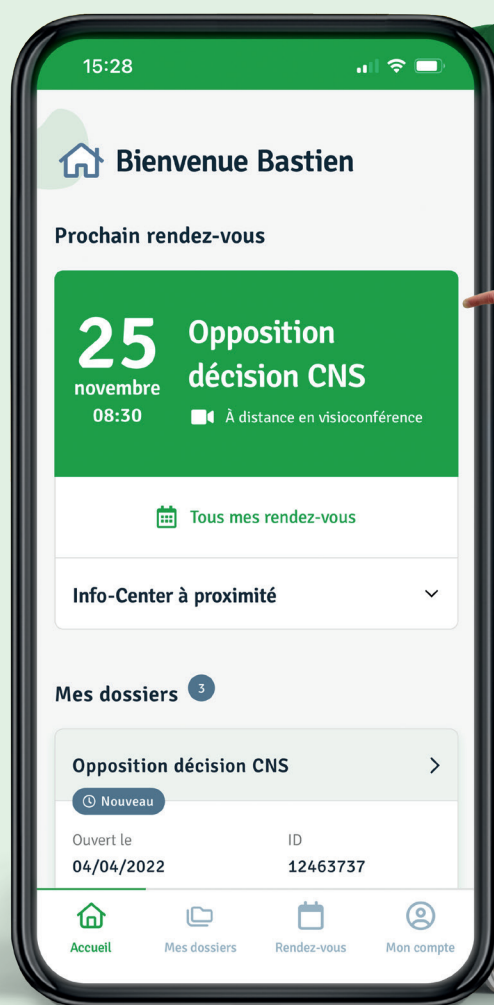 15:28
Bienvenue Bastien
Prochain rendez-vous
25
novembre
08:30
Opposition
décision CNS
À distance en visioconférence
Tous mes rendez-vous
Info-Center à proximité
Mes dossiers 3
Opposition décision CNS
Nouveau
Ouvert le
04/04/2022
ID
12463737
Accueil
Mes dossiers
Rendez-vous
Mon compte